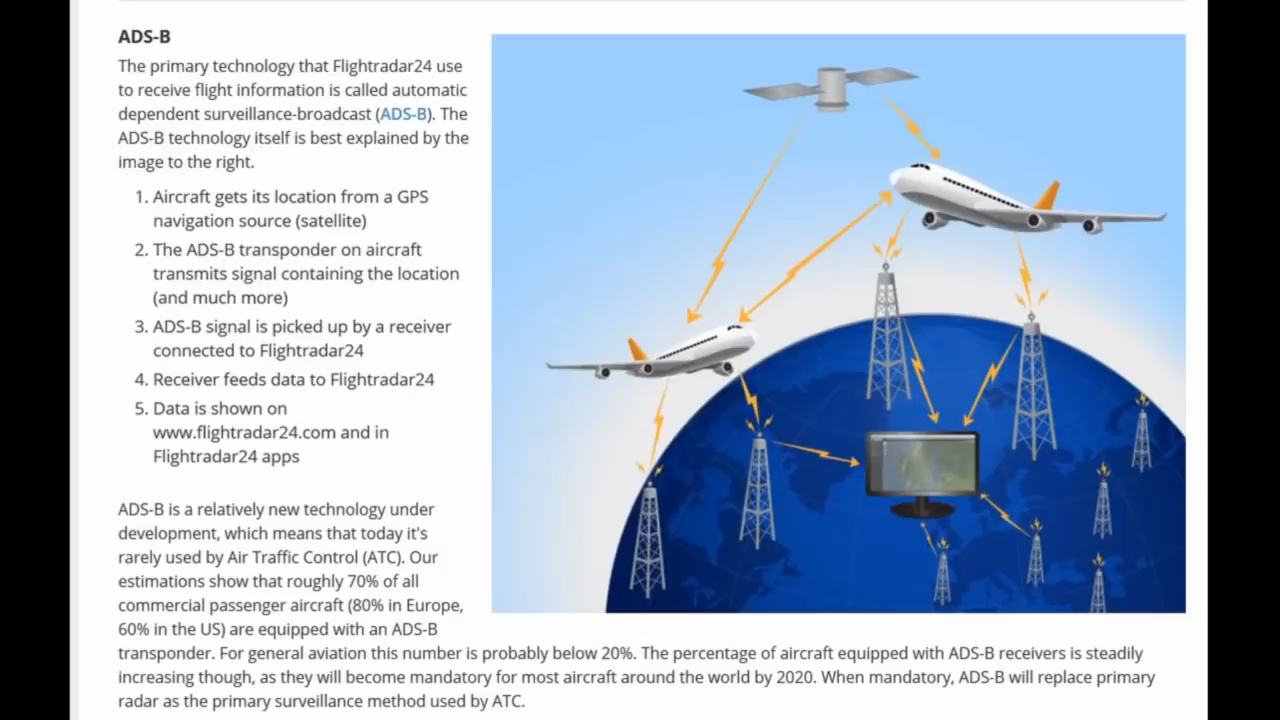 ADS-B
The primary technology that Flightradar24 use
to receive flight information is called automatic
dependent surveillance-broadcast (ADS-B). The
ADS-B technology itself is best explained by the
image to the right.
1. Aircraft gets its location from a GPS
navigation source (satellite)
2. The ADS-B transponder on aircraft
transmits signal containing the location
(and much more)
3. ADS-B signal is picked up by a receiver
connected to Flightradar24
4. Receiver feeds data to Flightradar24
5. Data is shown on
www.flightradar24.com and in
Flightradar24 apps
ADS-B is a relatively new technology under
development, which means that today it's
rarely used by Air Traffic Control (ATC). Our
estimations show that roughly 70% of all
commercial passenger aircraft (80% in Europe,
60% in the US) are equipped with an ADS-B
transponder. For general aviation this number is probably below 20%. The percentage of aircraft equipped with ADS-B receivers is steadily
increasing though, as they will become mandatory for most aircraft around the world by 2020. When mandatory, ADS-B will replace primary
radar as the primary surveillance method used by ATC.